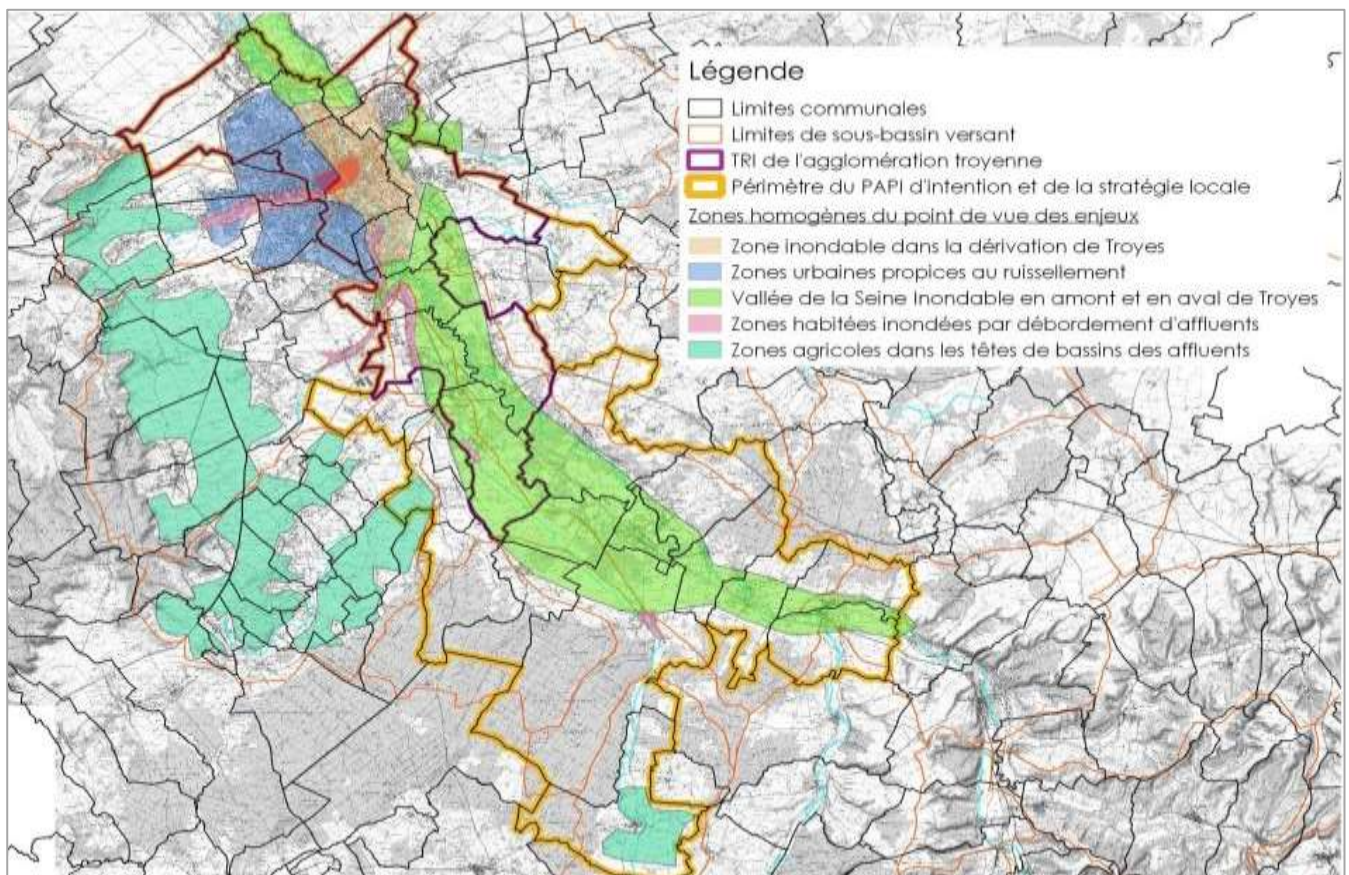 Légende
Limites communales
Limites de sous-bassin versant
TRI de l'agglomération troyenne
Périmètre du PAPI d'intention et de la stratégie locale
Zones homogènes du point de vue des enjeux
Zone inondable dans la dérivation de Troyes
Zones urbaines propices au ruissellement
Vallée de la Seine Inondable en amont et en aval de Troyes
Zones habitées inondées par débordement d'affluents
Zones agricoles dans les têtes de bassins des affluents